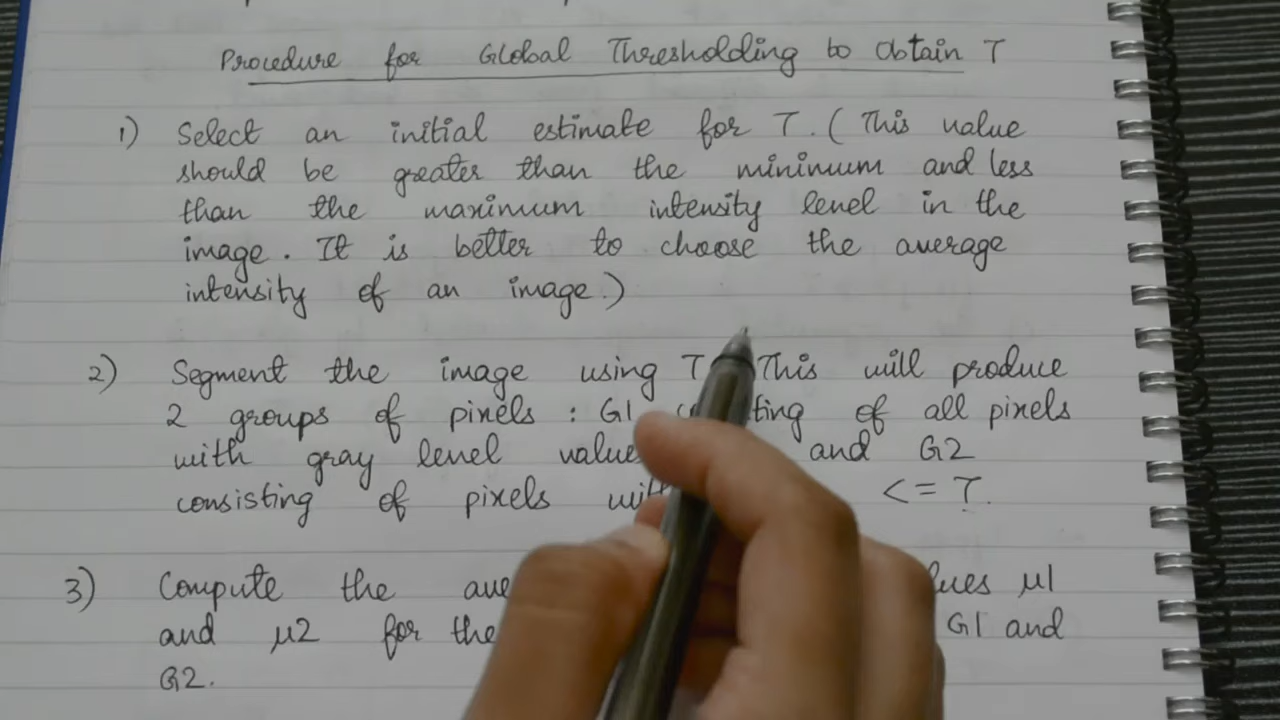 Procedure for Global Thresholding to Obtain T
1) Select an initial estimate for T. (This value
should be greater than the minimum and less
than the maximum intensity level in the
image. It is better to choose the average
intensity of an image.)
2) Segment the image using T This will produce
2 groups of pixels : G1 of all pixels
with gray level and G2
consisting of pixels <= T.
3) Compute the μ1
and μ2 for the G1 and
G2.